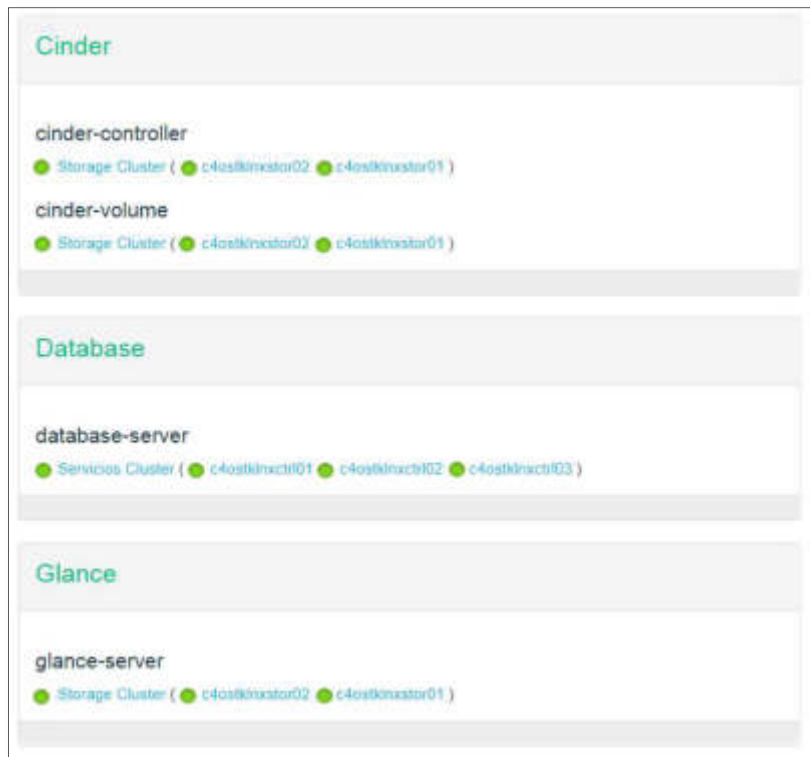 Cinder
cinder-controller
Storage Cluster ( c4ostklnxstor02 c4ostklnxstor01 )
cinder-volume
Storage Cluster ( c4ostklnxstor02 c4ostklnxstor01 )
Database
database-server
Servicios Cluster ( c4ostklnxctrl01 c4ostklnxctrl02 c4ostklnxctrl03 )
Glance
glance-server
Storage Cluster ( c4ostklnxstor02 c4ostklnxstor01 )